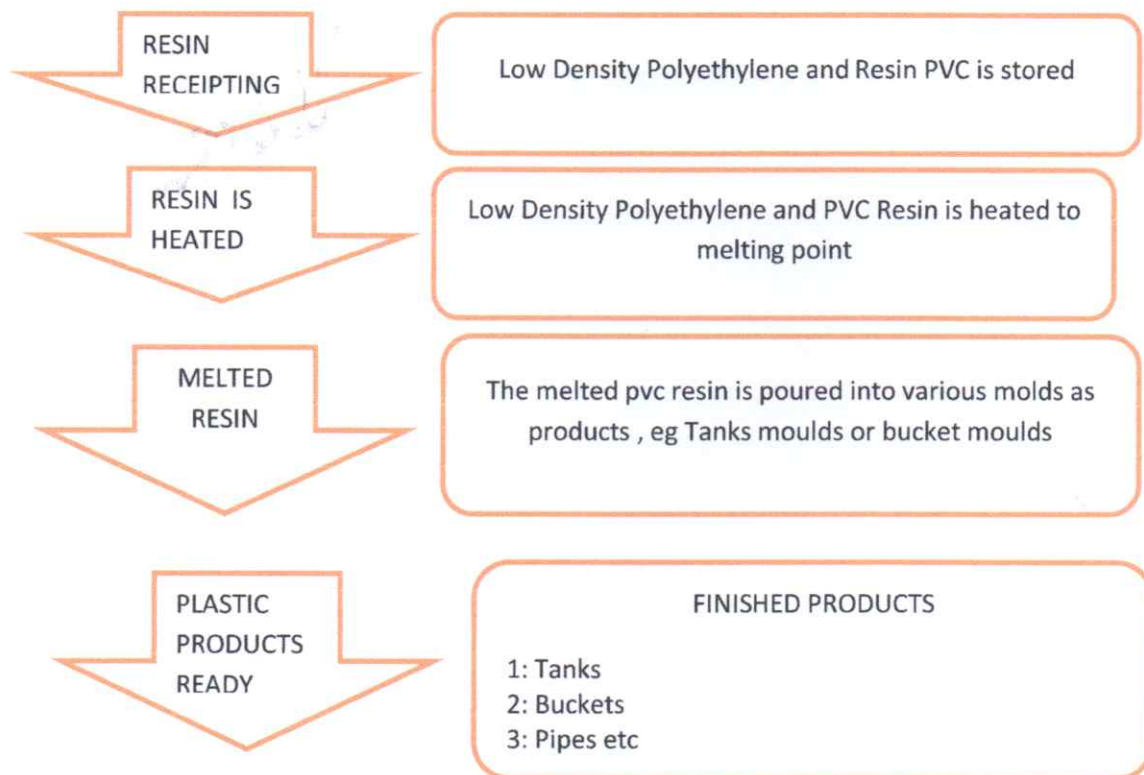 RESIN
RECEIPTING
Low Density Polyethylene and Resin PVC is stored
RESIN IS
HEATED
Low Density Polyethylene and PVC Resin is heated to
melting point
MELTED
RESIN
The melted pvc resin is poured into various molds as
products , eg Tanks moulds or bucket moulds
PLASTIC
PRODUCTS
READY
FINISHED PRODUCTS
1: Tanks
2: Buckets
3: Pipes etc